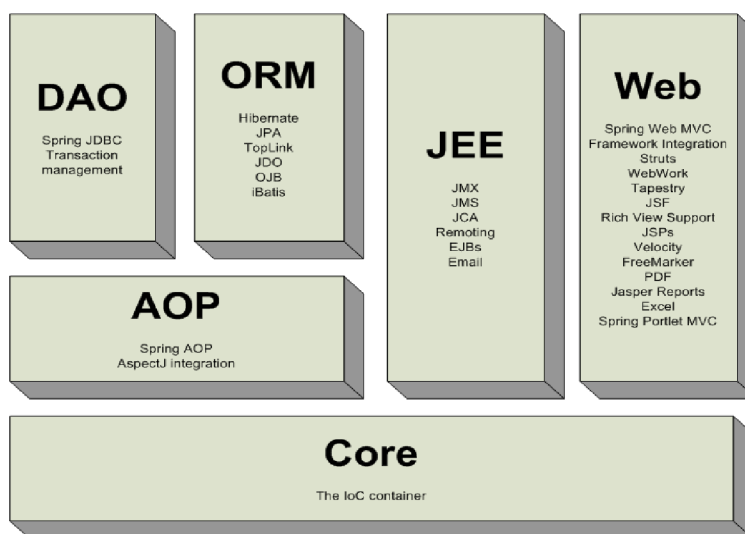 DAO
Spring JDBC
Transaction
management
ORM
Hibernate
JPA
TopLink
JDO
OJB
iBatis
JEE
JMX
JMS
JCA
Remoting
EJBs
Email
Web
Spring Web MVC
Framework Integration
Struts
WebWork
Tapestry
JSF
Rich View Support
JSPs
Velocity
FreeMarker
PDF
Jasper Reports
Excel
Spring Portlet MVC
AOP
Spring AOP
AspectJ integration
Core
The IoC container